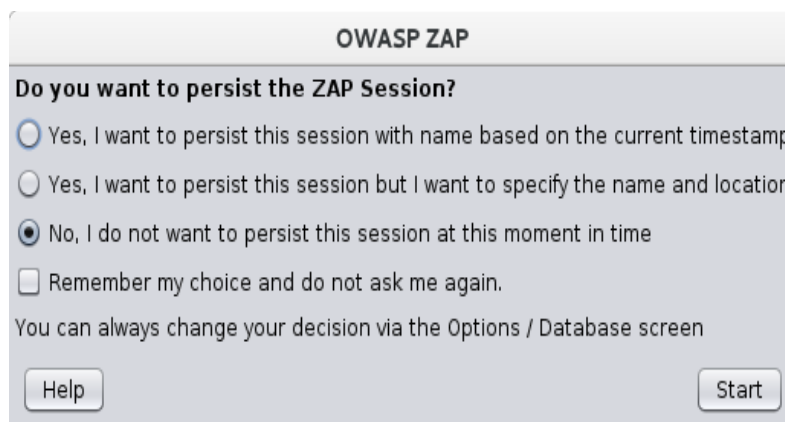 OWASP ZAP
Do you want to persist the ZAP Session?
Yes, I want to persist this session with name based on the current timestamp
Yes, I want to persist this session but I want to specify the name and location
No, I do not want to persist this session at this moment in time
Remember my choice and do not ask me again.
You can always change your decision via the Options / Database screen
Help
Start